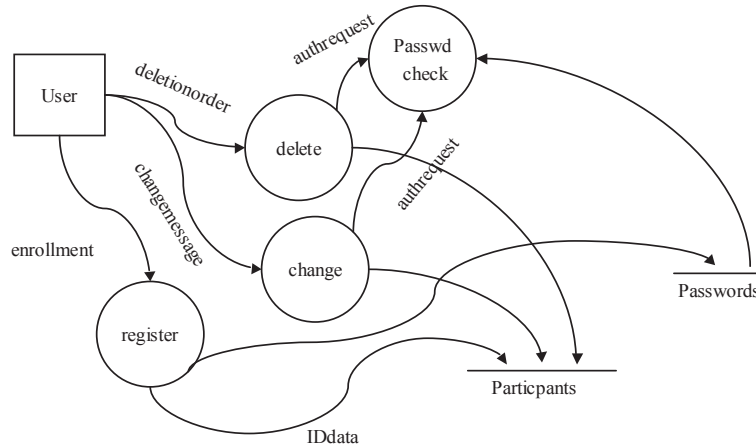 authrequest
Passwd
check
User
deletionorder
delete
authrequest
changemessage
enrollment
change
Passwords
register
Particpants
IDdata